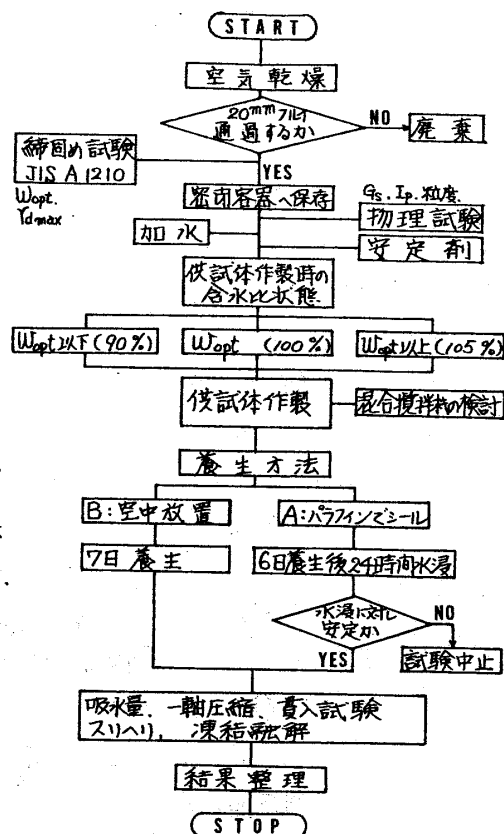 START
空気乾燥
20mmフルイ
通過するか
NO
廃棄
締固め試験
JIS A 1210
Wopt.
γdmax
YES
密閉容器へ保存
Gs. Ip. 粒度.
物理試験
加水
安定剤
供試体作製時の
含水比状態
Wopt以下(90%)
Wopt (100%)
Wopt以上(105%)
供試体作製
混合攪拌機の検討
養生方法
B:空中放置
A:パラフィンでシール
7日養生
6日養生後24時間水浸
水浸に対し
安定か
NO
YES
試験中止
吸水量、一軸圧縮、貫入試験
スリヘリ、凍結融解
結果整理
STOP